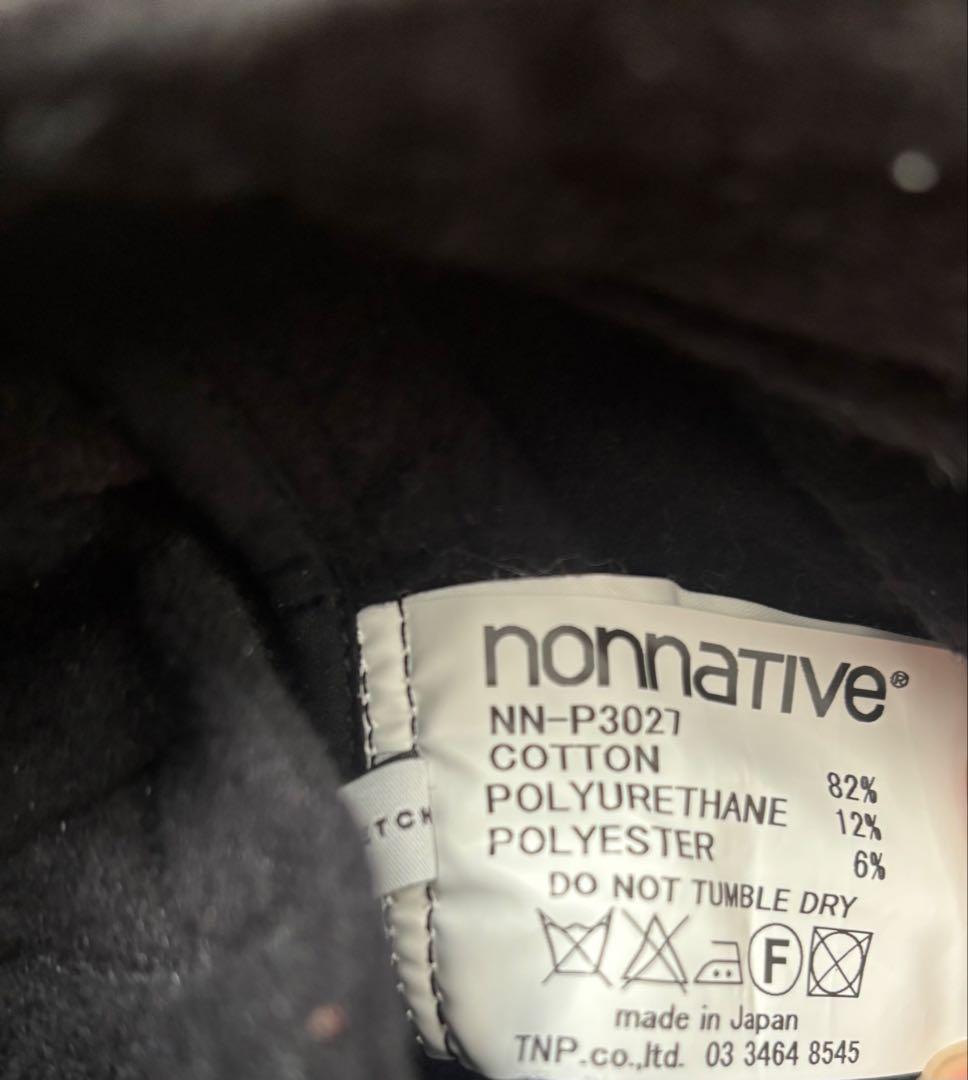 nonnative®
NN-P3027
COTTON 82%
POLYURETHANE 12%
POLYESTER 6%
DO NOT TUMBLE DRY
F
made in Japan
TNP.co.,ltd. 03 3464 8545
TCH